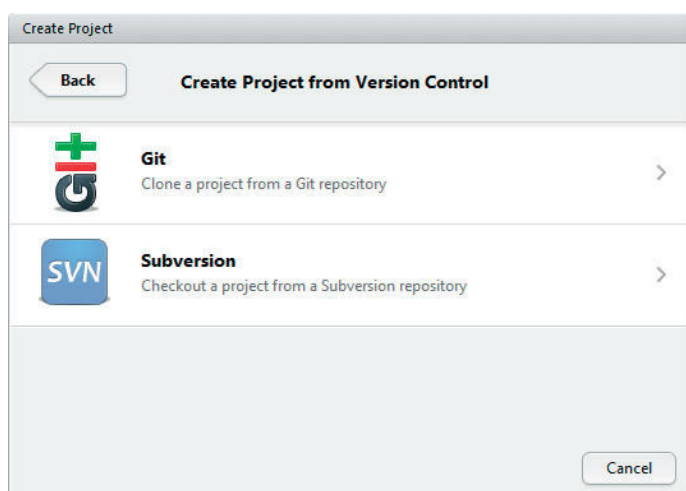 Create Project
Back
Create Project from Version Control
Git
Clone a project from a Git repository
SVN
Subversion
Checkout a project from a Subversion repository
Cancel